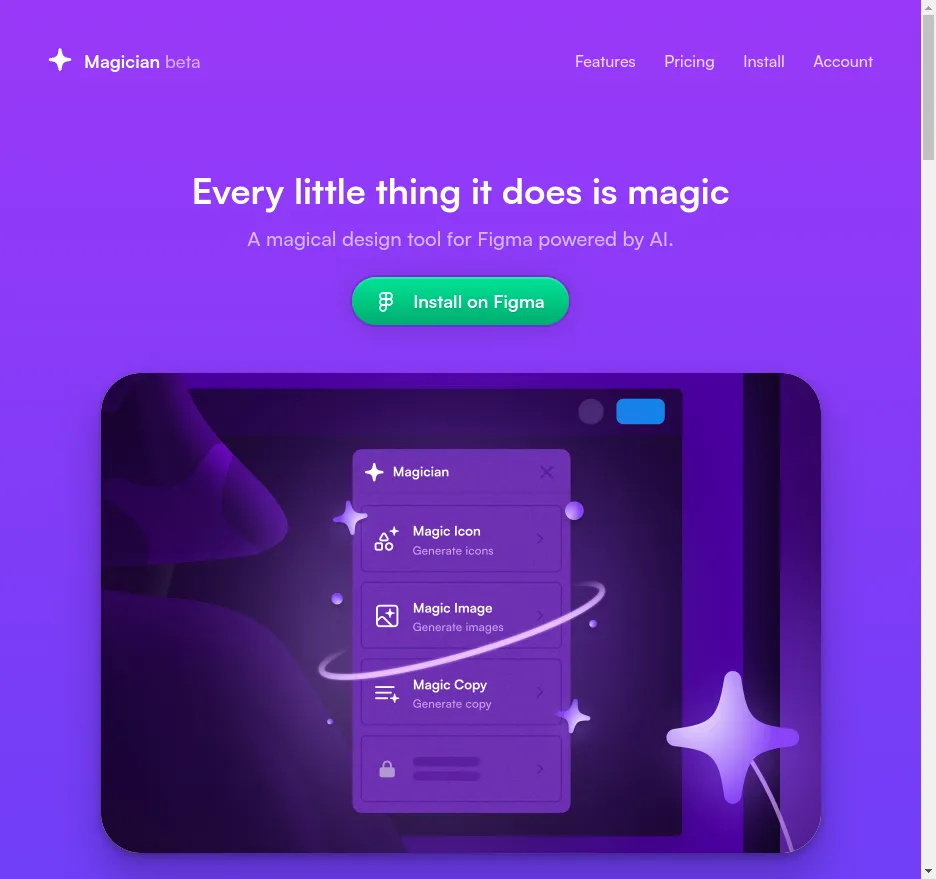 Magician beta
Features Pricing Install Account
Every little thing it does is magic
A magical design tool for Figma powered by AI.
Install on Figma
Magician
Magic Icon
Generate icons
Magic Image
Generate images
Magic Copy
Generate copy